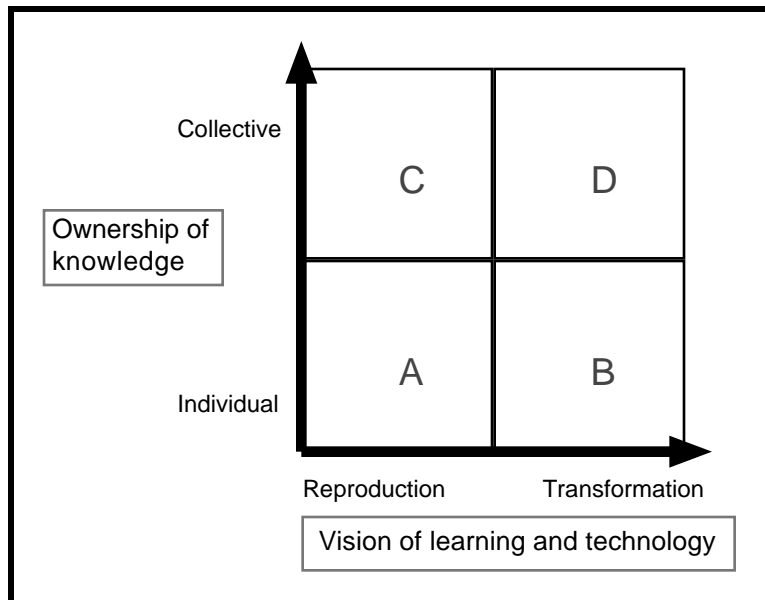 Collective
C
D
Ownership of
knowledge
A
B
Individual
Reproduction
Transformation
Vision of learning and technology